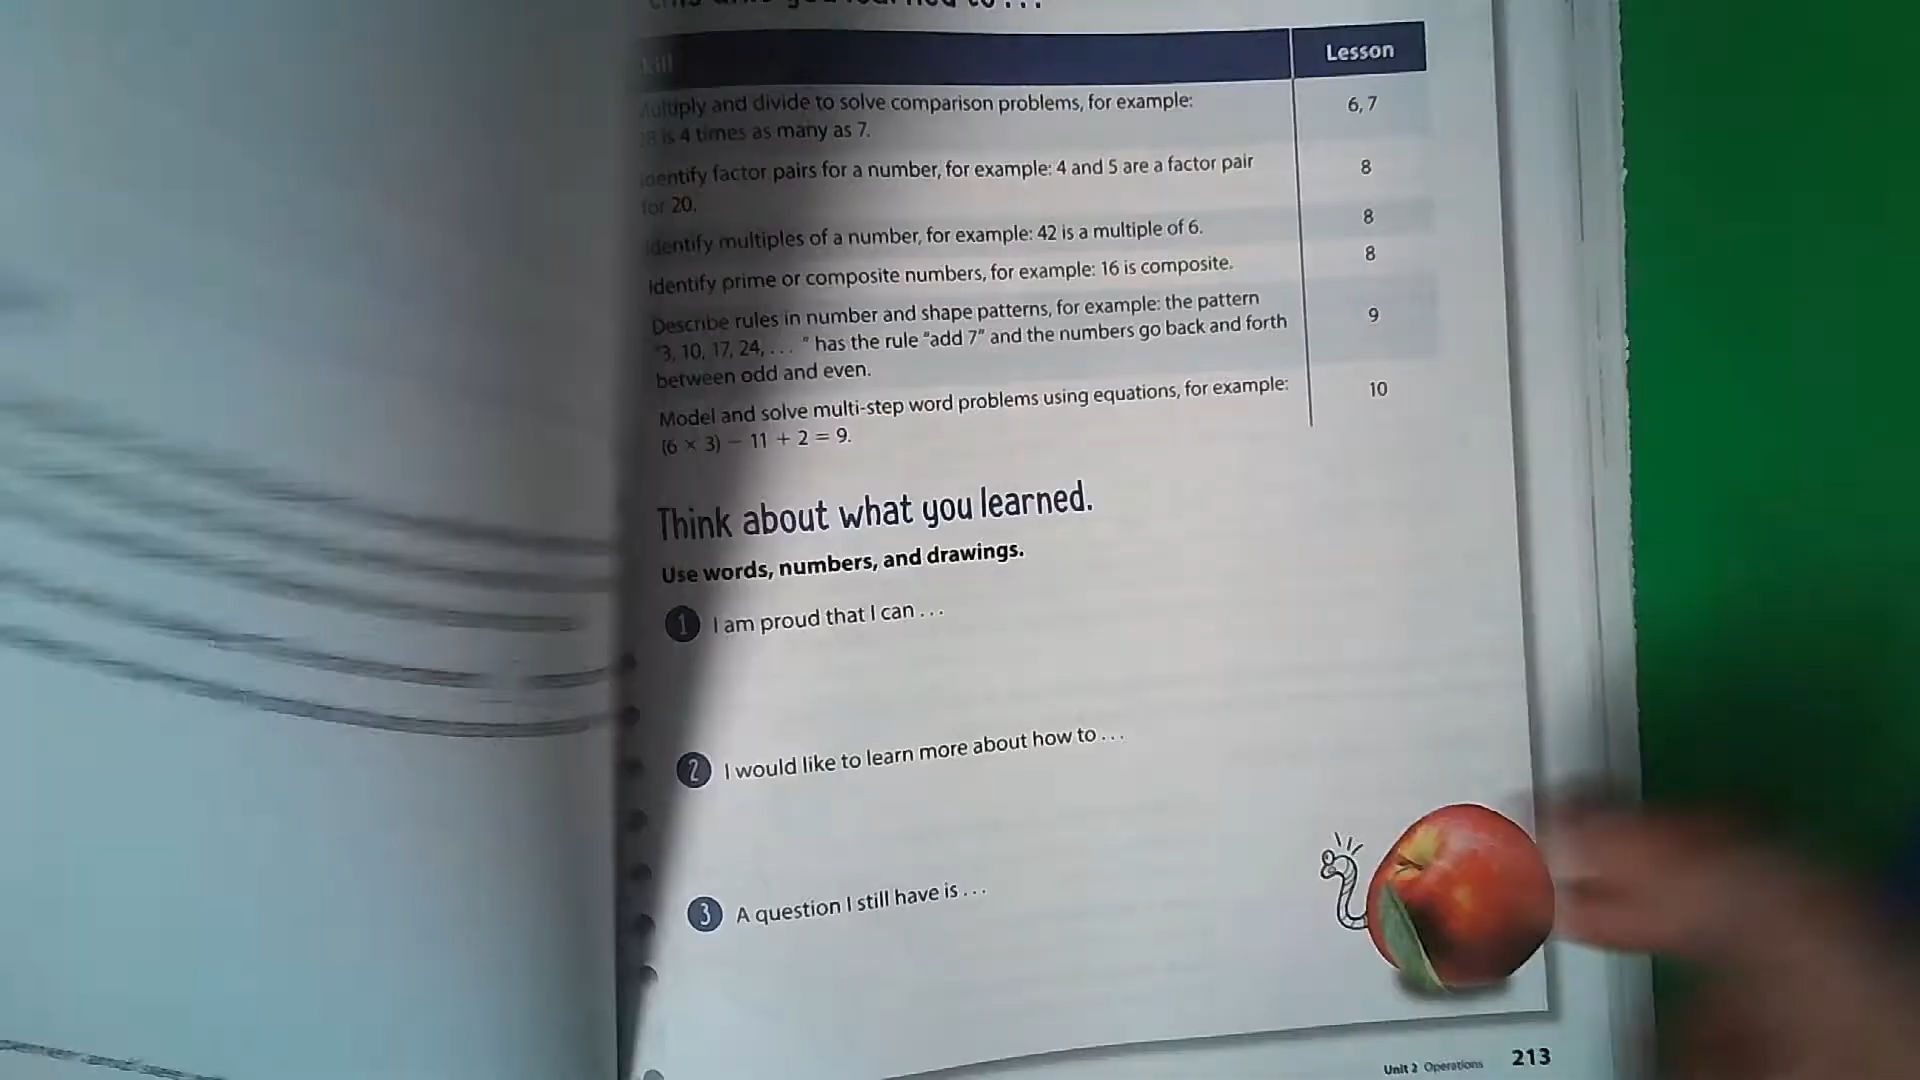 you learned to ...
Skill Lesson
Multiply and divide to solve comparison problems, for example: 6, 7
28 is 4 times as many as 7.
Identify factor pairs for a number, for example: 4 and 5 are a factor pair 8
for 20.
Identify multiples of a number, for example: 42 is a multiple of 6. 8
Identify prime or composite numbers, for example: 16 is composite. 8
Describe rules in number and shape patterns, for example: the pattern
"3, 10, 17, 24, ... " has the rule "add 7" and the numbers go back and forth 9
between odd and even.
Model and solve multi-step word problems using equations, for example: 10
(6 × 3) − 11 + 2 = 9.
Think about what you learned.
Use words, numbers, and drawings.
1 I am proud that I can ...
2 I would like to learn more about how to ...
3 A question I still have is ...
Unit 2 Operations 213